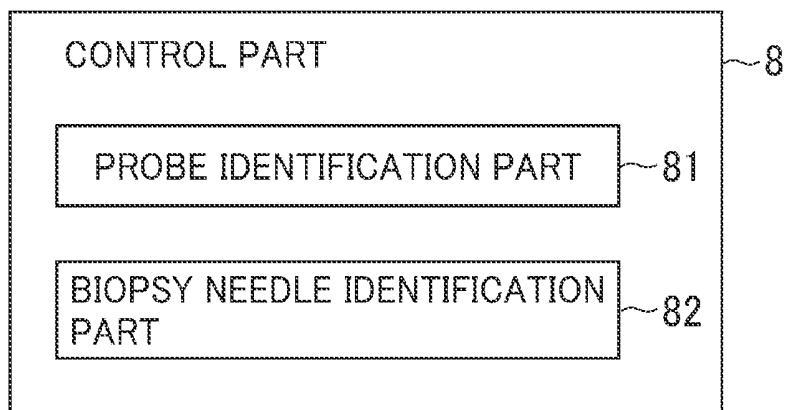 CONTROL PART
8
PROBE IDENTIFICATION PART
81
BIOPSY NEEDLE IDENTIFICATION
PART
82